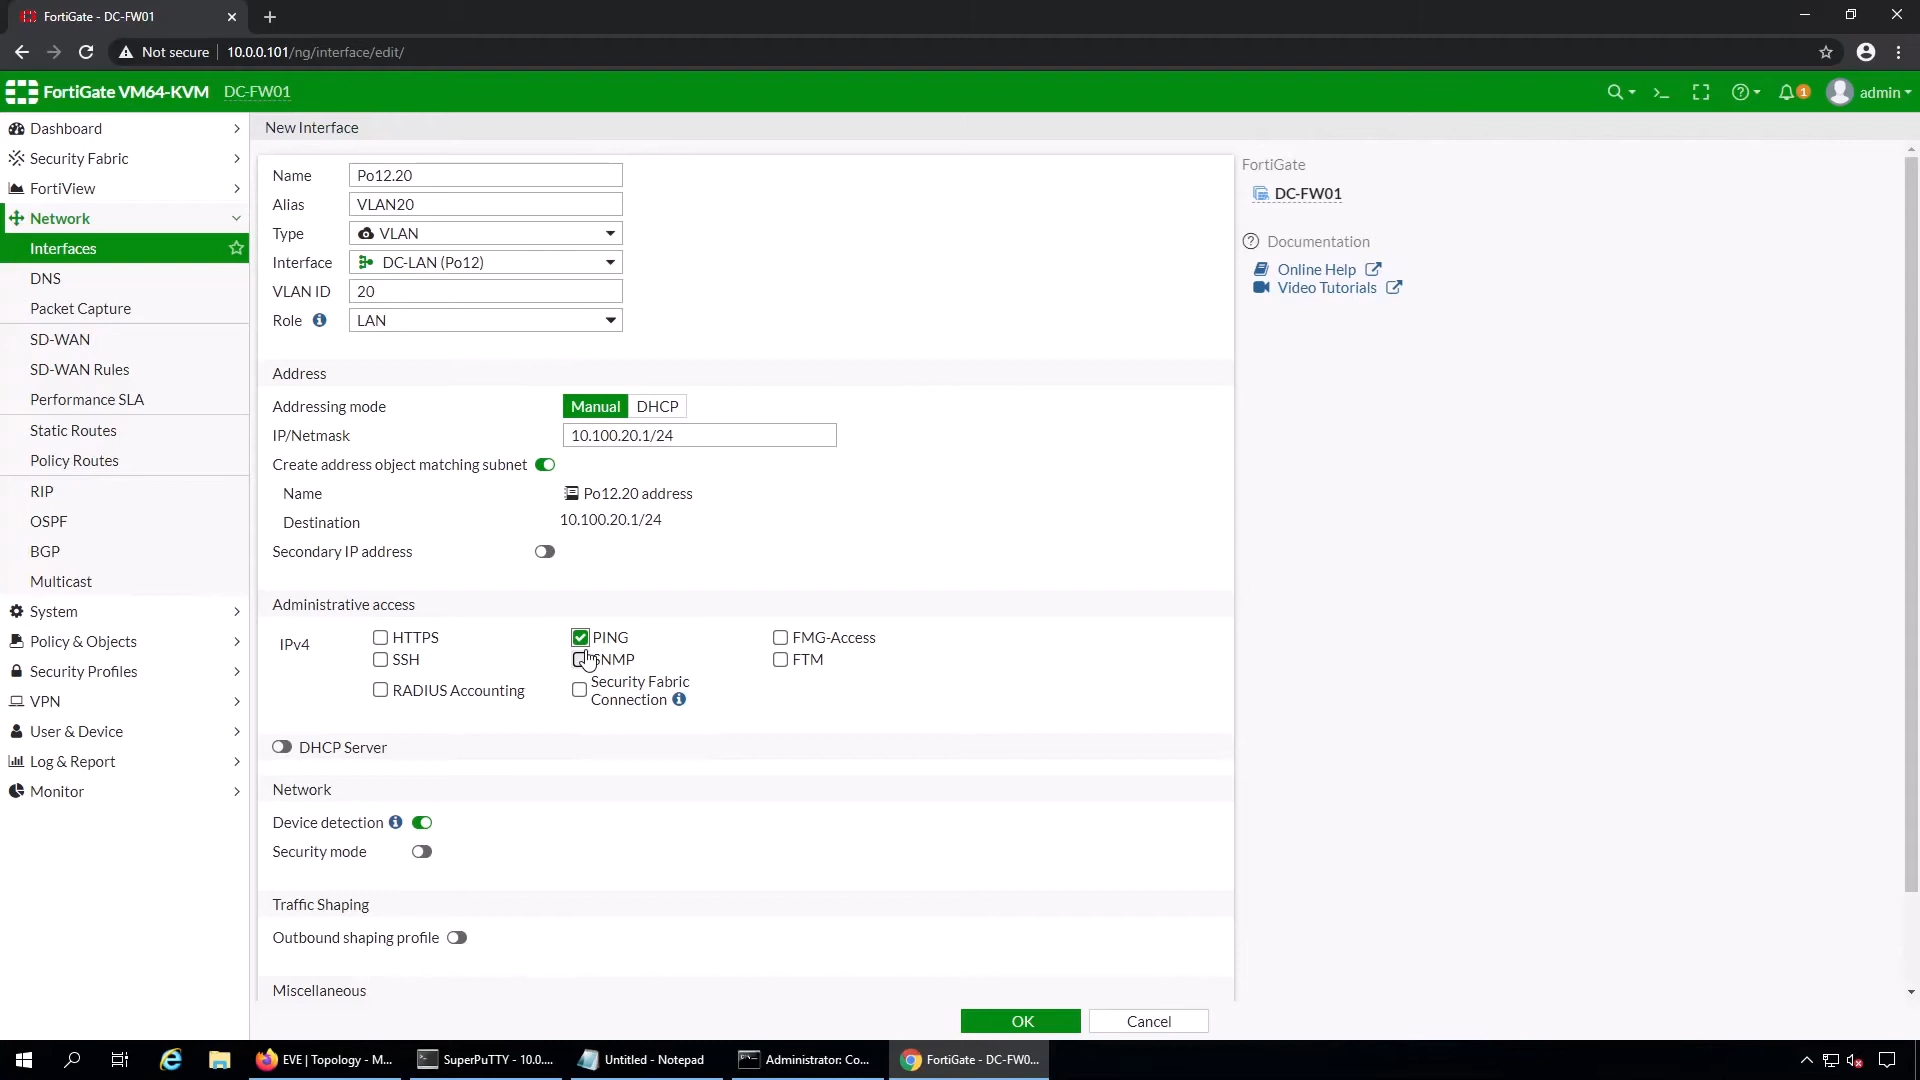 FortiGate - DC-FW01
Not secure | 10.0.0.101/ng/interface/edit/
FortiGate VM64-KVM DC-FW01
1 admin
Dashboard
Security Fabric
FortiView
Network
Interfaces
DNS
Packet Capture
SD-WAN
SD-WAN Rules
Performance SLA
Static Routes
Policy Routes
RIP
OSPF
BGP
Multicast
System
Policy & Objects
Security Profiles
VPN
User & Device
Log & Report
Monitor
New Interface
Name Po12.20
Alias VLAN20
Type VLAN
Interface DC-LAN (Po12)
VLAN ID 20
Role LAN
Address
Addressing mode Manual DHCP
IP/Netmask 10.100.20.1/24
Create address object matching subnet
Name Po12.20 address
Destination 10.100.20.1/24
Secondary IP address
Administrative access
IPv4 HTTPS PING FMG-Access
SSH SNMP FTM
RADIUS Accounting Security Fabric
Connection
DHCP Server
Network
Device detection
Security mode
Traffic Shaping
Outbound shaping profile
Miscellaneous
OK Cancel
FortiGate
DC-FW01
Documentation
Online Help
Video Tutorials
EVE | Topology - M... SuperPuTTY - 10.0.... Untitled - Notepad Administrator: Co... FortiGate - DC-FW0...